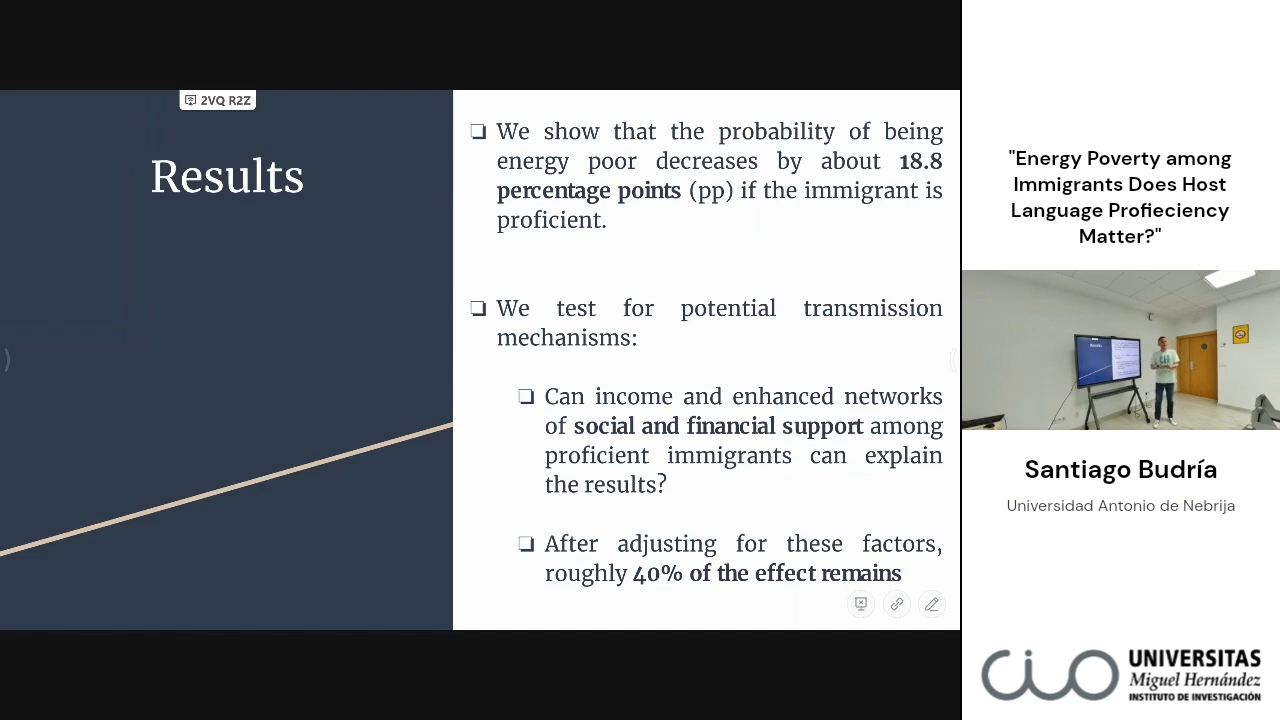 2VQ R2Z
Results
We show that the probability of being
energy poor decreases by about 18.8
percentage points (pp) if the immigrant is
proficient.
We test for potential transmission
mechanisms:
Can income and enhanced networks
of social and financial support among
proficient immigrants can explain
the results?
After adjusting for these factors,
roughly 40% of the effect remains
"Energy Poverty among
Immigrants Does Host
Language Profieciency
Matter?"
Results
Santiago Budría
Universidad Antonio de Nebrija
CIO
UNIVERSITAS
Miguel Hernández
INSTITUTO DE INVESTIGACIÓN